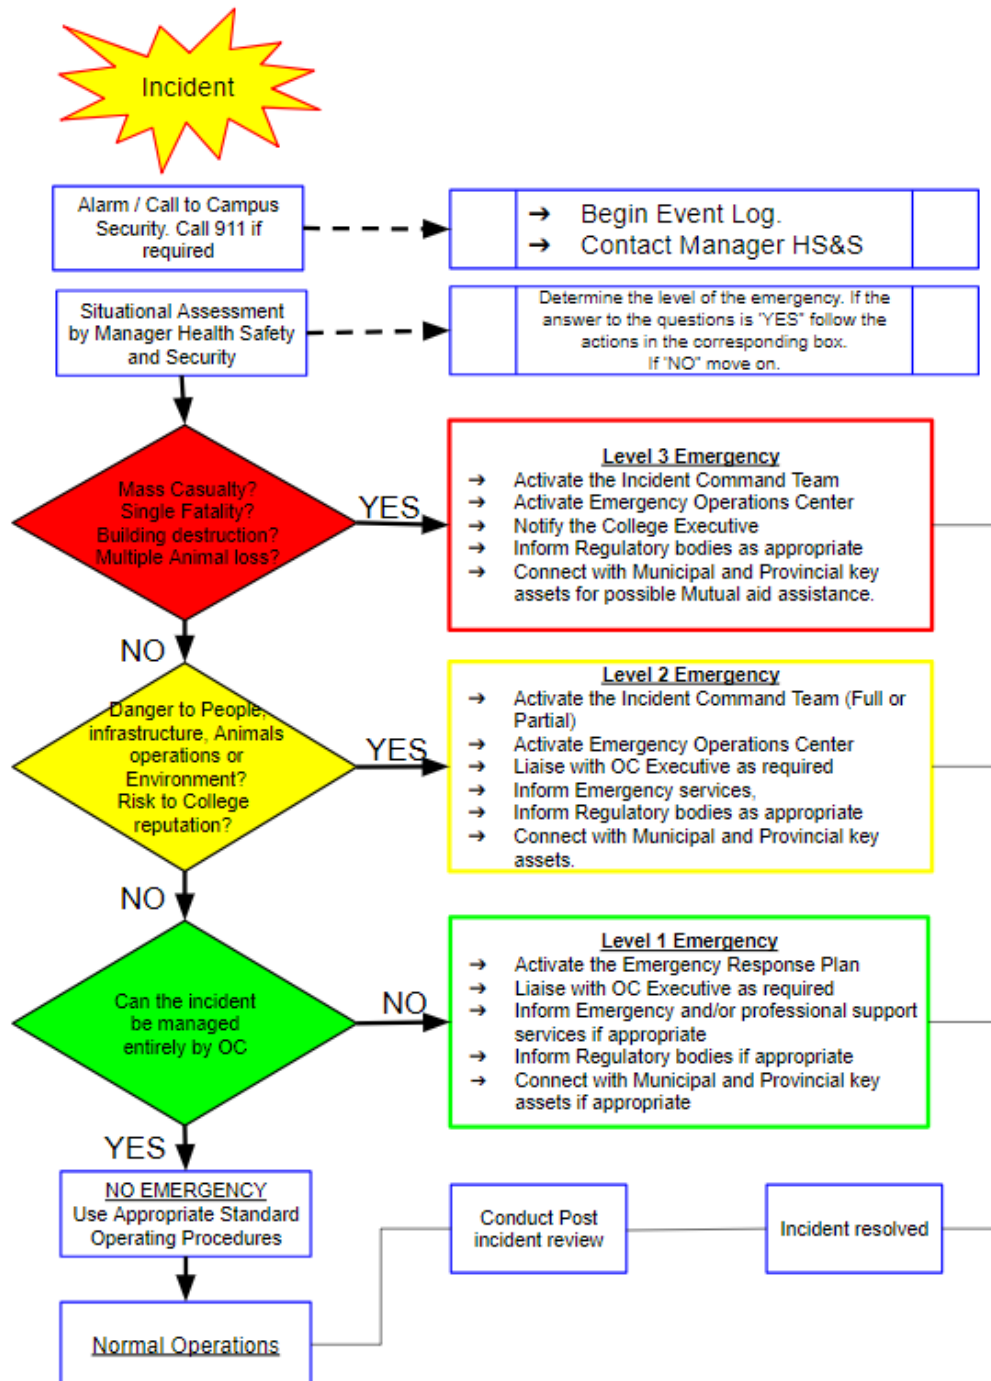 Incident
Alarm / Call to Campus
Security. Call 911 if
required
➔ Begin Event Log.
➔ Contact Manager HS&S
Situational Assessment
by Manager Health Safety
and Security
Determine the level of the emergency. If the
answer to the questions is "YES" follow the
actions in the corresponding box.
If "NO" move on.
Mass Casualty?
Single Fatality?
Building destruction?
Multiple Animal loss?
YES
Level 3 Emergency
➔ Activate the Incident Command Team
➔ Activate Emergency Operations Center
➔ Notify the College Executive
➔ Inform Regulatory bodies as appropriate
➔ Connect with Municipal and Provincial key
assets for possible Mutual aid assistance.
NO
Danger to People,
infrastructure, Animals
operations or
Environment?
Risk to College
reputation?
YES
Level 2 Emergency
➔ Activate the Incident Command Team (Full or
Partial)
➔ Activate Emergency Operations Center
➔ Liaise with OC Executive as required
➔ Inform Emergency services,
➔ Inform Regulatory bodies as appropriate
➔ Connect with Municipal and Provincial key
assets.
NO
Can the incident
be managed
entirely by OC
NO
Level 1 Emergency
➔ Activate the Emergency Response Plan
➔ Liaise with OC Executive as required
➔ Inform Emergency and/or professional support
services if appropriate
➔ Inform Regulatory bodies if appropriate
➔ Connect with Municipal and Provincial key
assets if appropriate
YES
NO EMERGENCY
Use Appropriate Standard
Operating Procedures
Conduct Post
incident review
Incident resolved
Normal Operations